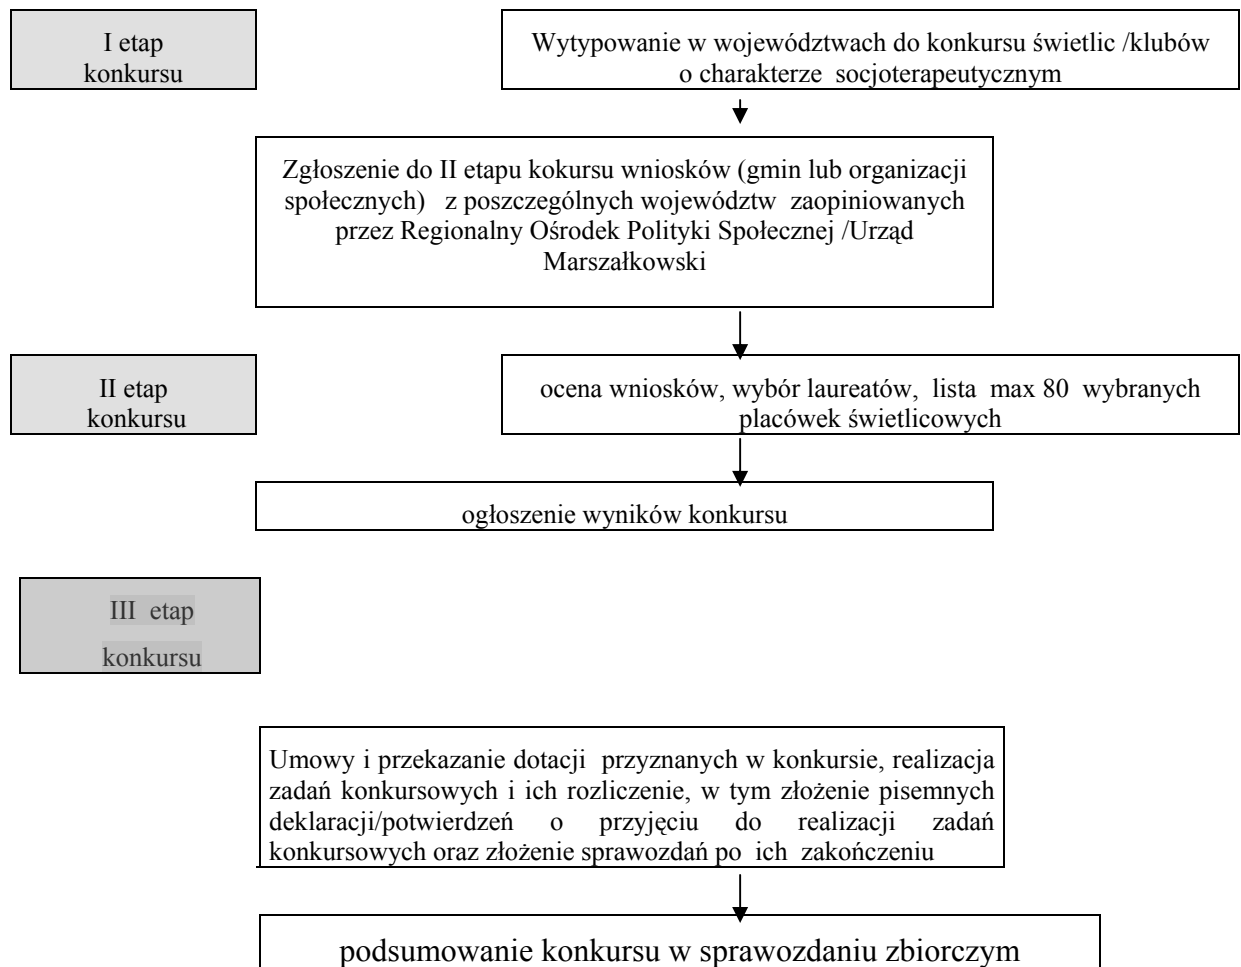 I etap
konkursu
Wytypowanie w województwach do konkursu świetlic /klubów
o charakterze socjoterapeutycznym
Zgłoszenie do II etapu kokursu wniosków (gmin lub organizacji
społecznych) z poszczególnych województw zaopiniowanych
przez Regionalny Ośrodek Polityki Społecznej /Urząd
Marszałkowski
II etap
konkursu
ocena wniosków, wybór laureatów, lista max 80 wybranych
placówek świetlicowych
ogłoszenie wyników konkursu
III etap
konkursu
Umowy i przekazanie dotacji przyznanych w konkursie, realizacja
zadań konkursowych i ich rozliczenie, w tym złożenie pisemnych
deklaracji/potwierdzeń o przyjęciu do realizacji zadań
konkursowych oraz złożenie sprawozdań po ich zakończeniu
podsumowanie konkursu w sprawozdaniu zbiorczym